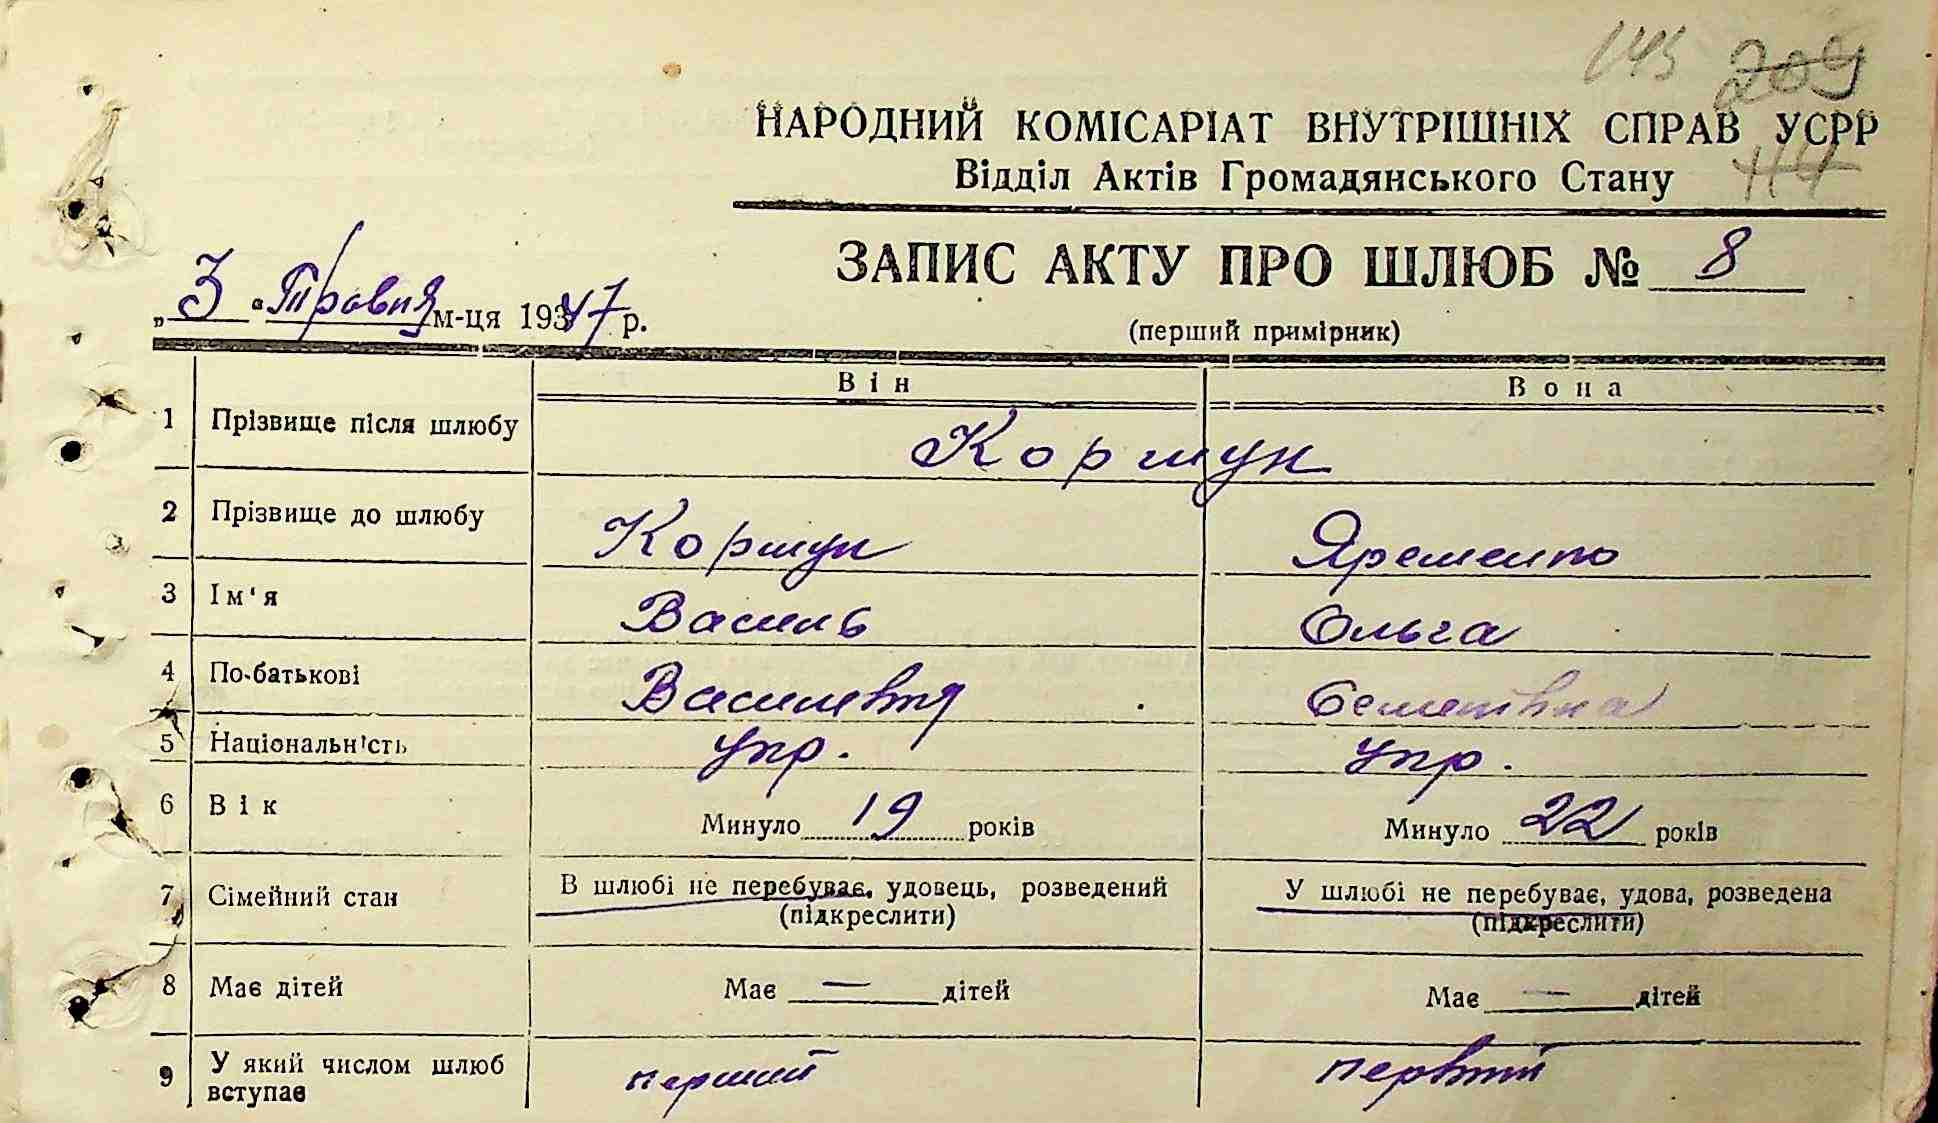 145 209
НАРОДНИЙ КОМІСАРІАТ ВНУТРІШНІХ СПРАВ УСРР
Відділ Актів Громадянського Стану 114
ЗАПИС АКТУ ПРО ШЛЮБ № 8
„ 3 “ Травня м-ця 1947 р.
(перший примірник)
Він Вона
1 Прізвище після шлюбу Коршун
2 Прізвище до шлюбу Коршун Яременко
3 Ім'я Василь Ольга
4 По-батькові Василевич
5 Національність укр. укр.
6 Вік Минуло 19 років Минуло 22 років
7 Сімейний стан В шлюбі не перебуває, удовець, розведений У шлюбі не перебуває, удова, розведена
(підкреслити) (підкреслити)
8 Має дітей Має — дітей Має — дітей
9 У який числом шлюб вступає перший первий